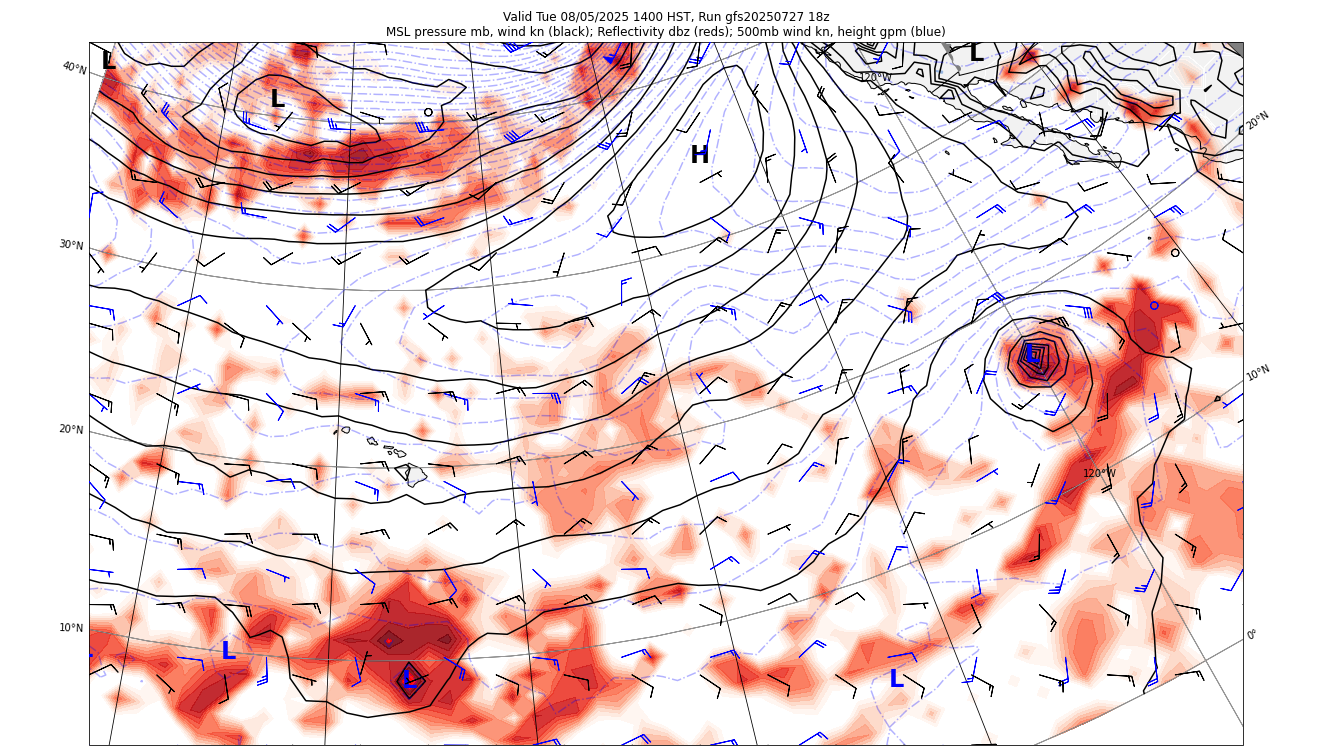 Valid Tue 08/05/2025 1400 HST, Run gfs20250727 18z
MSL pressure mb, wind kn (black); Reflectivity dbz (reds); 500mb wind kn, height gpm (blue)
L
L
40°N
L
120°W
20°N
H
30°N
L
10°N
20°N
120°W
10°N
0°
L
L
L